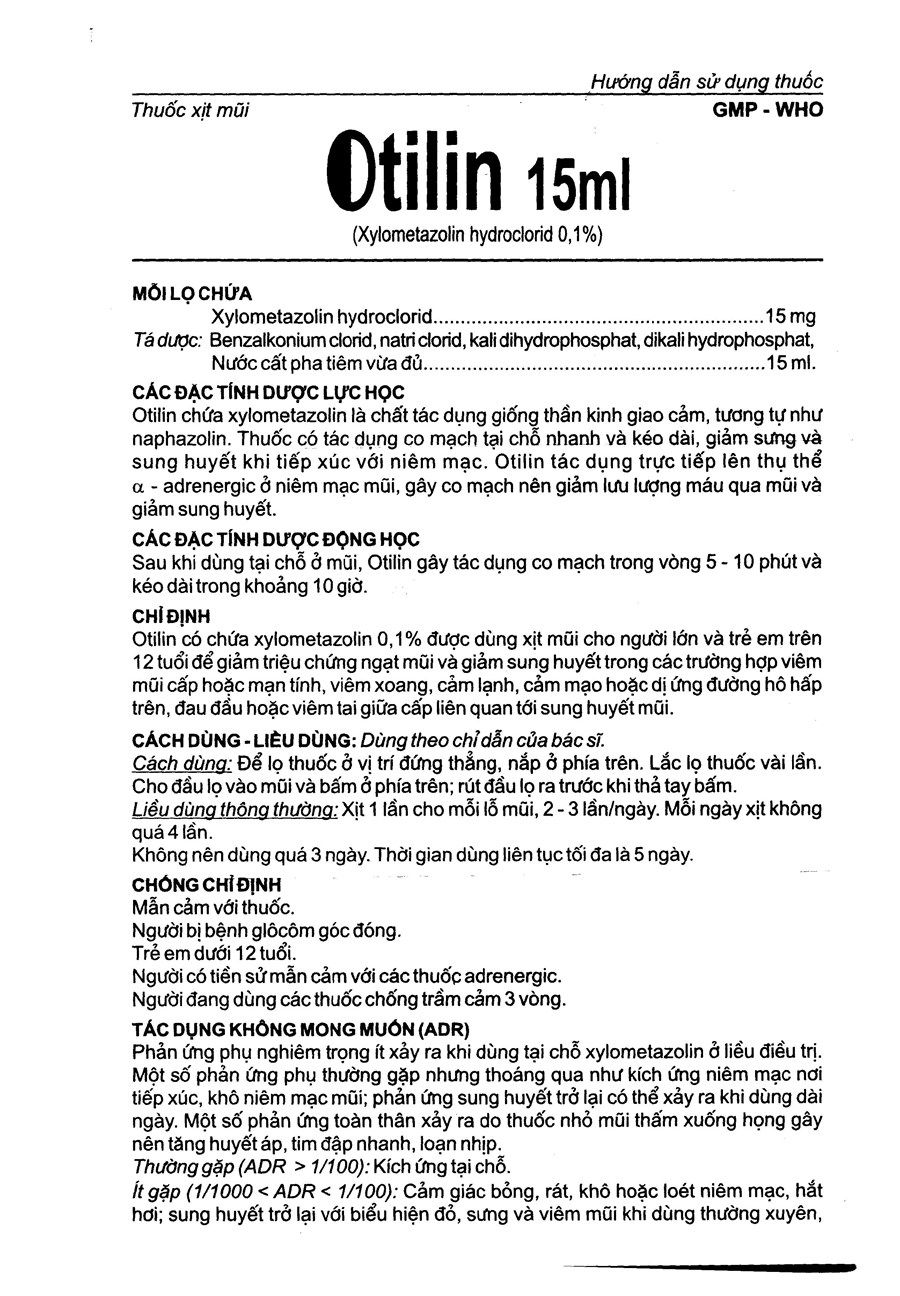 Hướng dẫn sử dụng thuốc
Thuốc xịt mũi
GMP - WHO
Otilin 15ml
(Xylometazolin hydroclorid 0,1%)
MỖI LỌ CHỨA
Xylometazolin hydroclorid..........................................................15 mg
Tá dược: Benzalkonium clorid, natri clorid, kali dihydrophosphat, dikali hydrophosphat,
Nước cất pha tiêm vừa đủ............................................................15 ml.
CÁC ĐẶC TÍNH DƯỢC LỰC HỌC
Otilin chứa xylometazolin là chất tác dụng giống thần kinh giao cảm, tương tự như
naphazolin. Thuốc có tác dụng co mạch tại chỗ nhanh và kéo dài, giảm sưng và
sung huyết khi tiếp xúc với niêm mạc. Otilin tác dụng trực tiếp lên thụ thể
α - adrenergic ở niêm mạc mũi, gây co mạch nên giảm lưu lượng máu qua mũi và
giảm sung huyết.
CÁC ĐẶC TÍNH DƯỢC ĐỘNG HỌC
Sau khi dùng tại chỗ ở mũi, Otilin gây tác dụng co mạch trong vòng 5 - 10 phút và
kéo dài trong khoảng 10 giờ.
CHỈ ĐỊNH
Otilin có chứa xylometazolin 0,1% được dùng xịt mũi cho người lớn và trẻ em trên
12 tuổi để giảm triệu chứng ngạt mũi và giảm sung huyết trong các trường hợp viêm
mũi cấp hoặc mạn tính, viêm xoang, cảm lạnh, cảm mạo hoặc dị ứng đường hô hấp
trên, đau đầu hoặc viêm tai giữa cấp liên quan tới sung huyết mũi.
CÁCH DÙNG - LIỀU DÙNG: Dùng theo chỉ dẫn của bác sĩ.
Cách dùng: Để lọ thuốc ở vị trí đứng thẳng, nắp ở phía trên. Lắc lọ thuốc vài lần.
Cho đầu lọ vào mũi và bấm ở phía trên; rút đầu lọ ra trước khi thả tay bấm.
Liều dùng thông thường: Xịt 1 lần cho mỗi lỗ mũi, 2 - 3 lần/ngày. Mỗi ngày xịt không
quá 4 lần.
Không nên dùng quá 3 ngày. Thời gian dùng liên tục tối đa là 5 ngày.
CHỐNG CHỈ ĐỊNH
Mẫn cảm với thuốc.
Người bị bệnh glôcôm góc đóng.
Trẻ em dưới 12 tuổi.
Người có tiền sử mẫn cảm với các thuốc adrenergic.
Người đang dùng các thuốc chống trầm cảm 3 vòng.
TÁC DỤNG KHÔNG MONG MUỐN (ADR)
Phản ứng phụ nghiêm trọng ít xảy ra khi dùng tại chỗ xylometazolin ở liều điều trị.
Một số phản ứng phụ thường gặp nhưng thoáng qua như kích ứng niêm mạc nơi
tiếp xúc, khô niêm mạc mũi; phản ứng sung huyết trở lại có thể xảy ra khi dùng dài
ngày. Một số phản ứng toàn thân xảy ra do thuốc nhỏ mũi thấm xuống họng gây
nên tăng huyết áp, tim đập nhanh, loạn nhịp.
Thường gặp (ADR > 1/100): Kích ứng tại chỗ.
Ít gặp (1/1000 < ADR < 1/100): Cảm giác bỏng, rát, khô hoặc loét niêm mạc, hắt
hơi; sung huyết trở lại với biểu hiện đỏ, sưng và viêm mũi khi dùng thường xuyên,